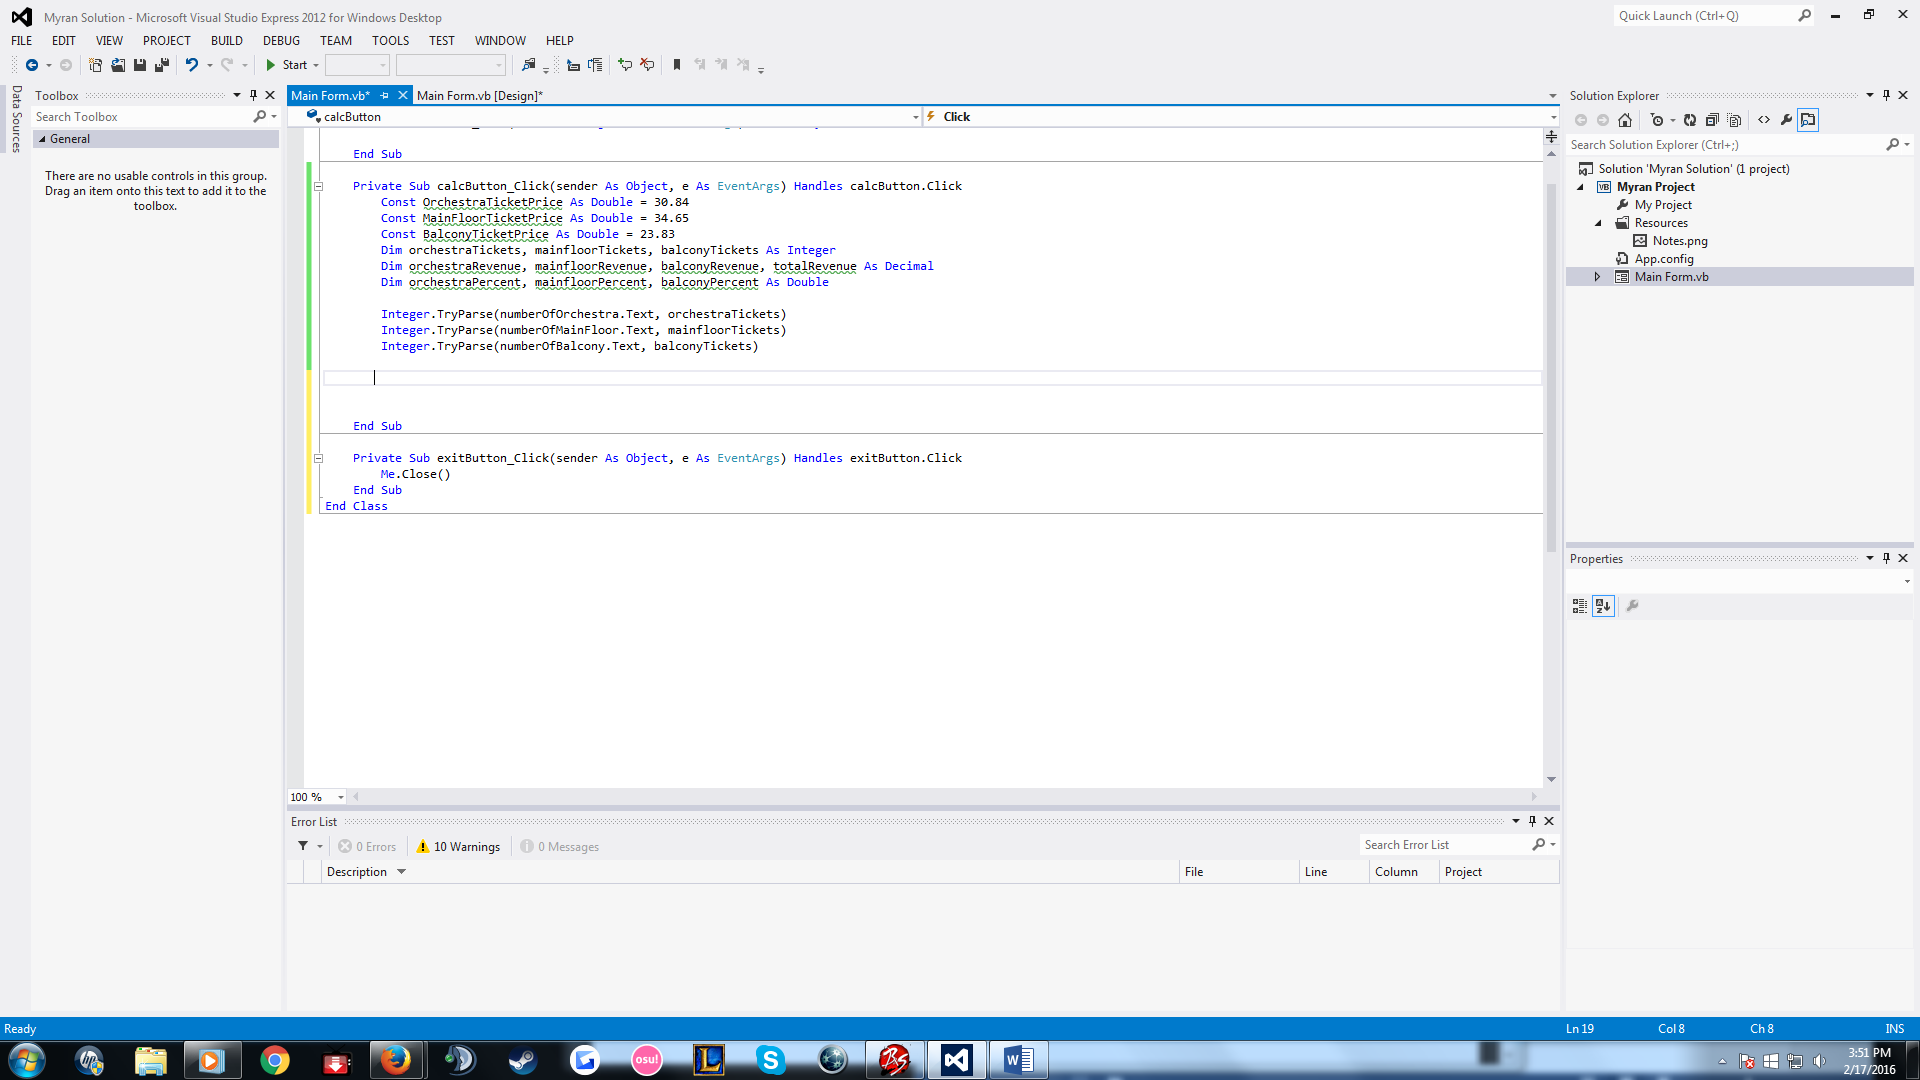 Myran Solution - Microsoft Visual Studio Express 2012 for Windows Desktop
Quick Launch (Ctrl+Q)
FILE EDIT VIEW PROJECT BUILD DEBUG TEAM TOOLS TEST WINDOW HELP
Start
Data Sources
Toolbox
Search Toolbox
General
There are no usable controls in this group. Drag an item onto this text to add it to the toolbox.
Main Form.vb*
Main Form.vb [Design]*
calcButton
Click
End Sub
Private Sub calcButton_Click(sender As Object, e As EventArgs) Handles calcButton.Click
Const OrchestraTicketPrice As Double = 30.84
Const MainFloorTicketPrice As Double = 34.65
Const BalconyTicketPrice As Double = 23.83
Dim orchestraTickets, mainfloorTickets, balconyTickets As Integer
Dim orchestraRevenue, mainfloorRevenue, balconyRevenue, totalRevenue As Decimal
Dim orchestraPercent, mainfloorPercent, balconyPercent As Double
Integer.TryParse(numberOfOrchestra.Text, orchestraTickets)
Integer.TryParse(numberOfMainFloor.Text, mainfloorTickets)
Integer.TryParse(numberOfBalcony.Text, balconyTickets)
End Sub
Private Sub exitButton_Click(sender As Object, e As EventArgs) Handles exitButton.Click
Me.Close()
End Sub
End Class
100 %
Error List
0 Errors
10 Warnings
0 Messages
Search Error List
Description
File
Line
Column
Project
Solution Explorer
Search Solution Explorer (Ctrl+;)
Solution 'Myran Solution' (1 project)
VB Myran Project
My Project
Resources
Notes.png
App.config
Main Form.vb
Properties
Ready
Ln 19
Col 8
Ch 8
INS
hp
osu!
L
S
BS
W
3:51 PM
2/17/2016